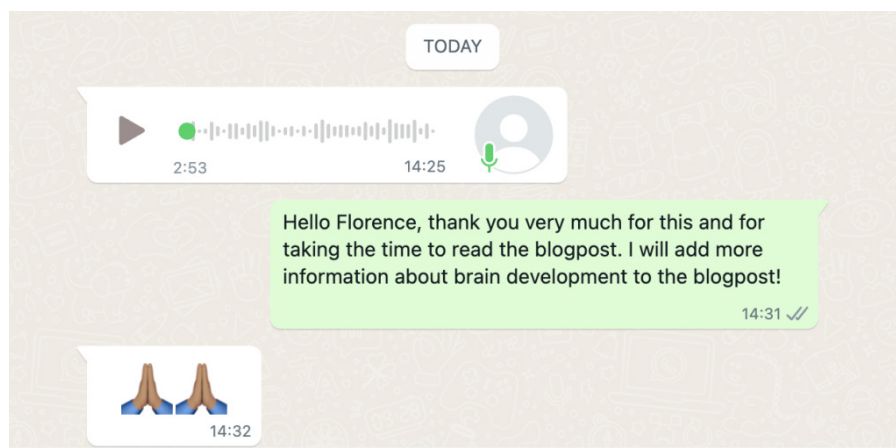 TODAY
2:53 14:25
Hello Florence, thank you very much for this and for
taking the time to read the blogpost. I will add more
information about brain development to the blogpost!
14:31
14:32